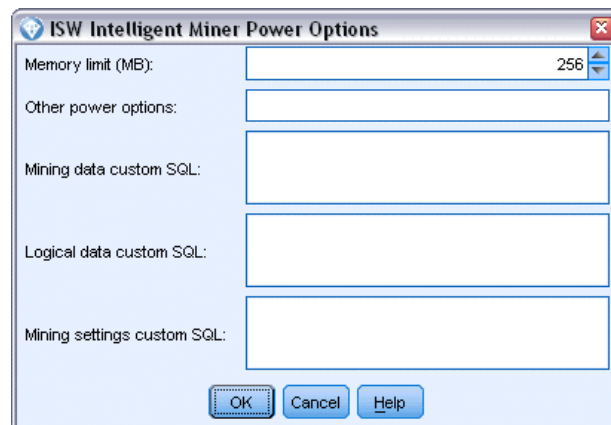 ISW Intelligent Miner Power Options
Memory limit (MB): 256
Other power options:
Mining data custom SQL:
Logical data custom SQL:
Mining settings custom SQL:
OK Cancel Help